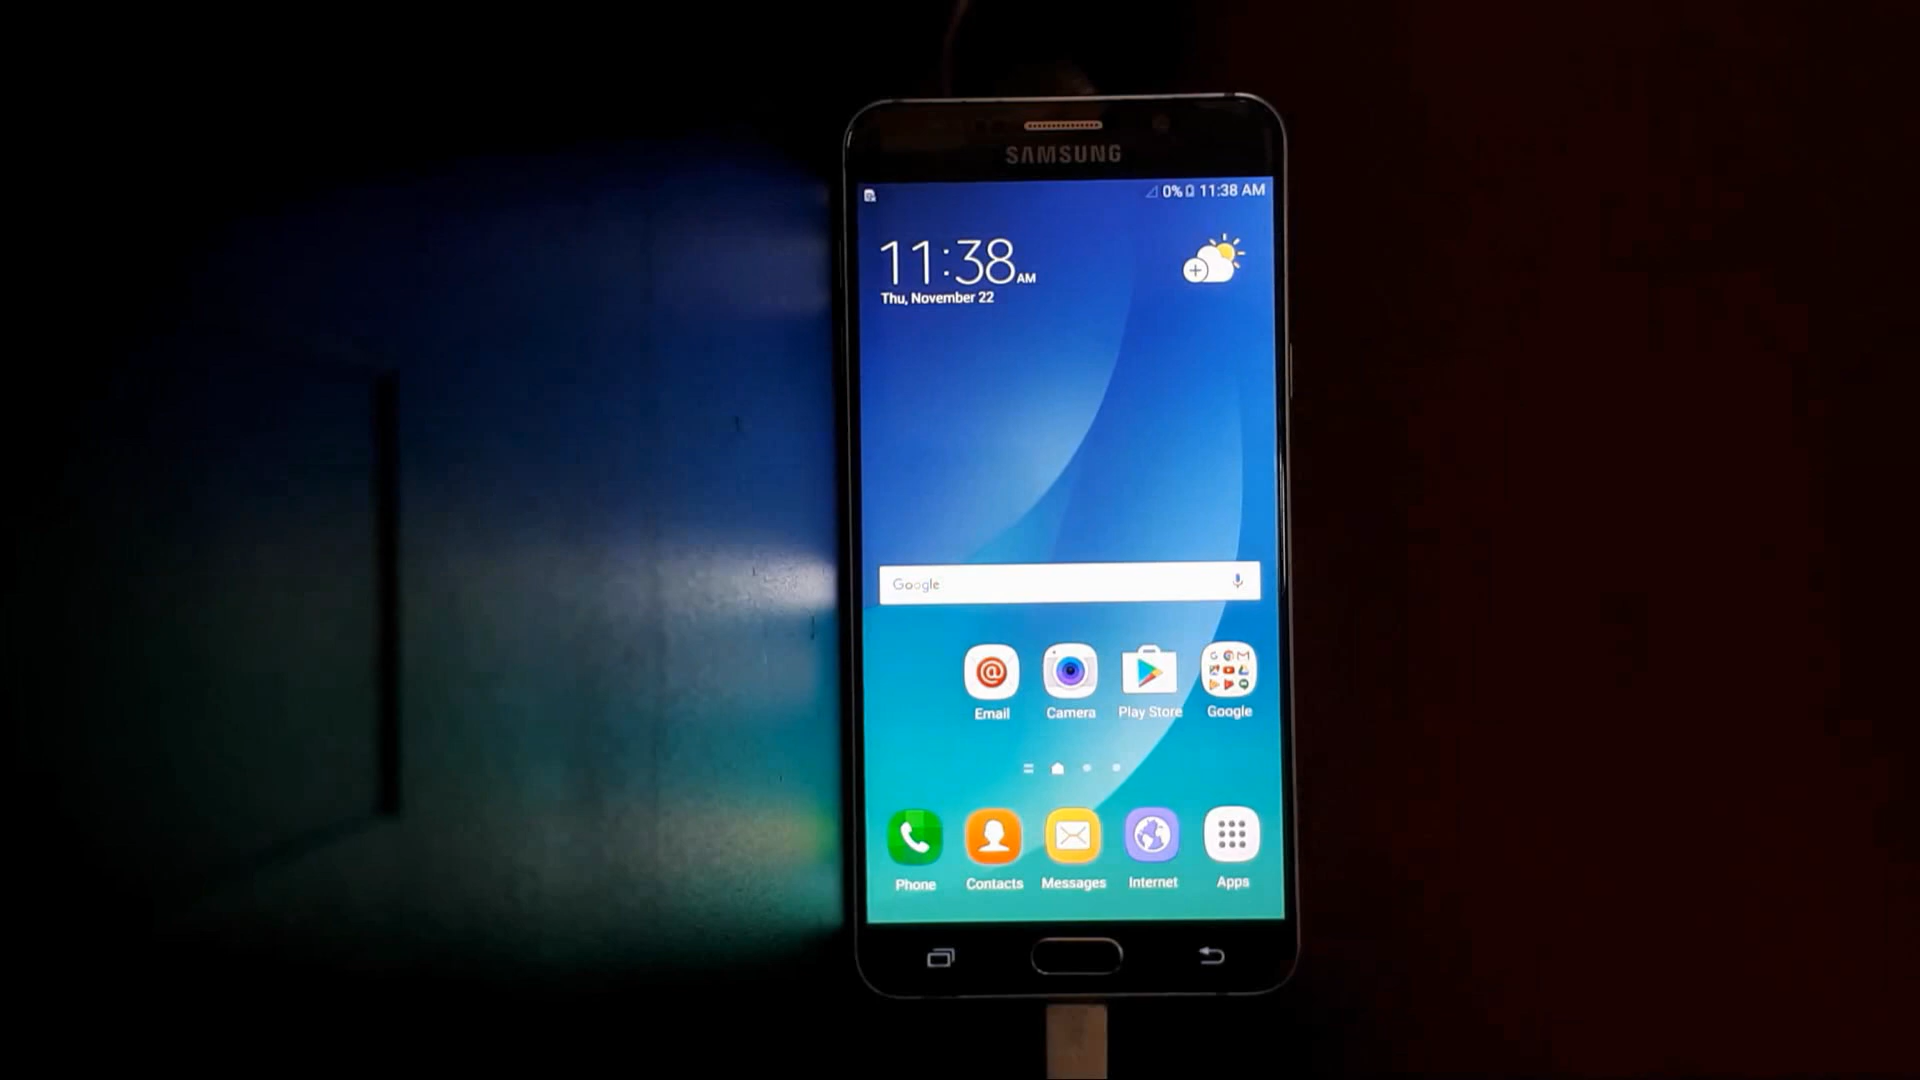 SAMSUNG
0% 11:38 AM
11:38 AM
Thu, November 22
Google
Email Camera Play Store Google
Phone Contacts Messages Internet Apps